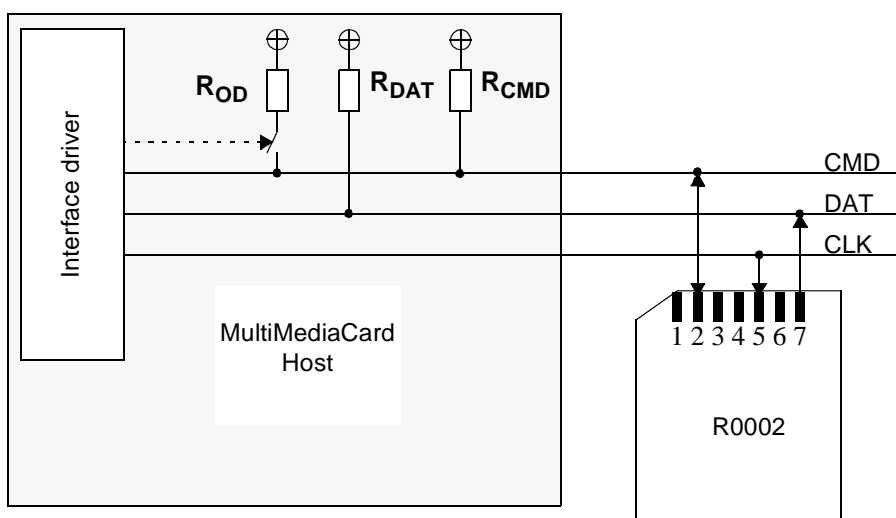 R_OD R_DAT R_CMD
Interface driver
CMD
DAT
CLK
MultiMediaCard
Host
1 2 3 4 5 6 7
R0002